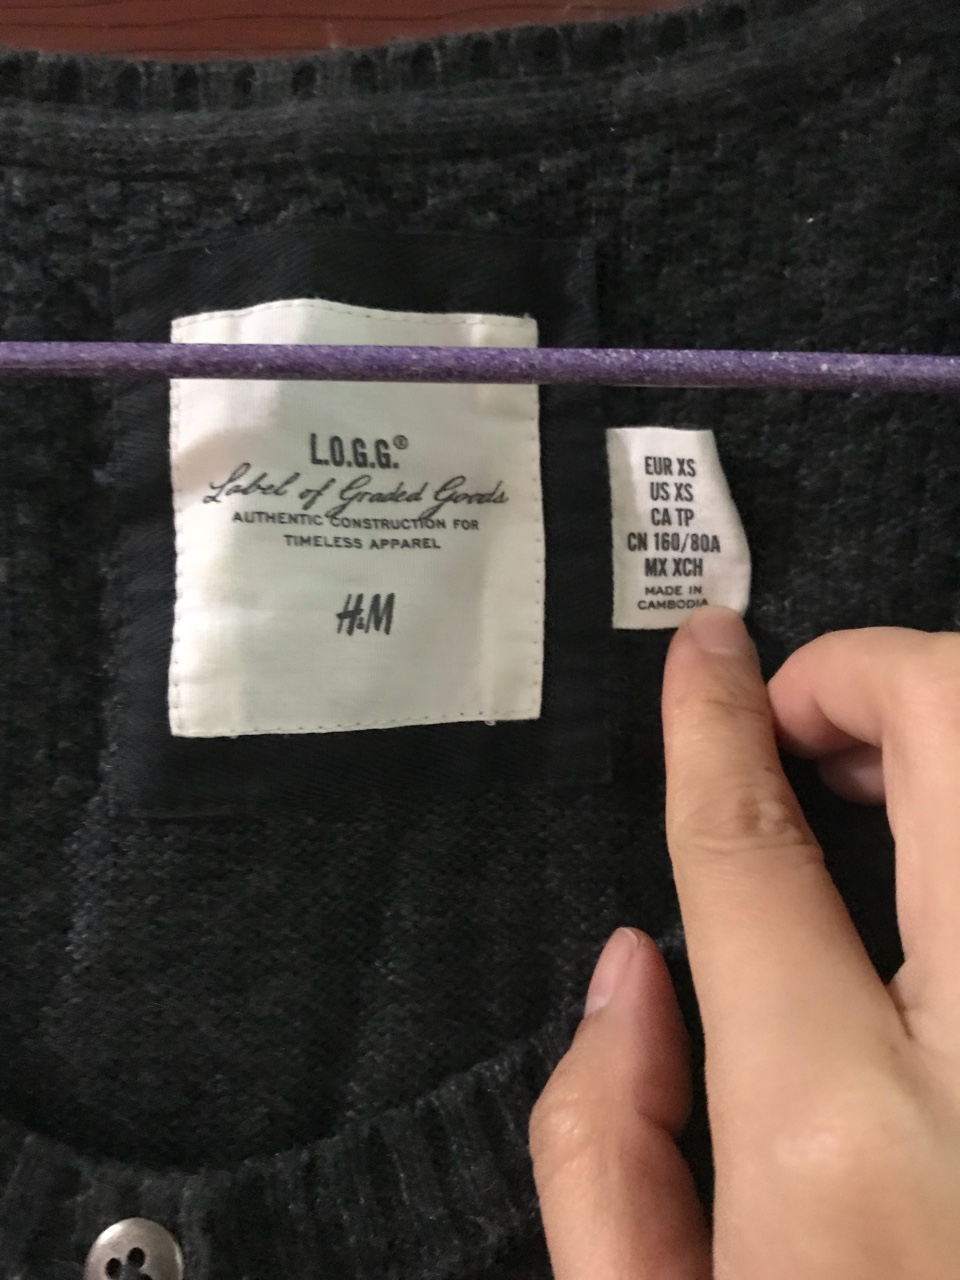 L.O.G.G.®
Label of Graded Goods
AUTHENTIC CONSTRUCTION FOR
TIMELESS APPAREL
H&M
EUR XS
US XS
CA TP
CN 160/80A
MX XCH
MADE IN
CAMBODIA